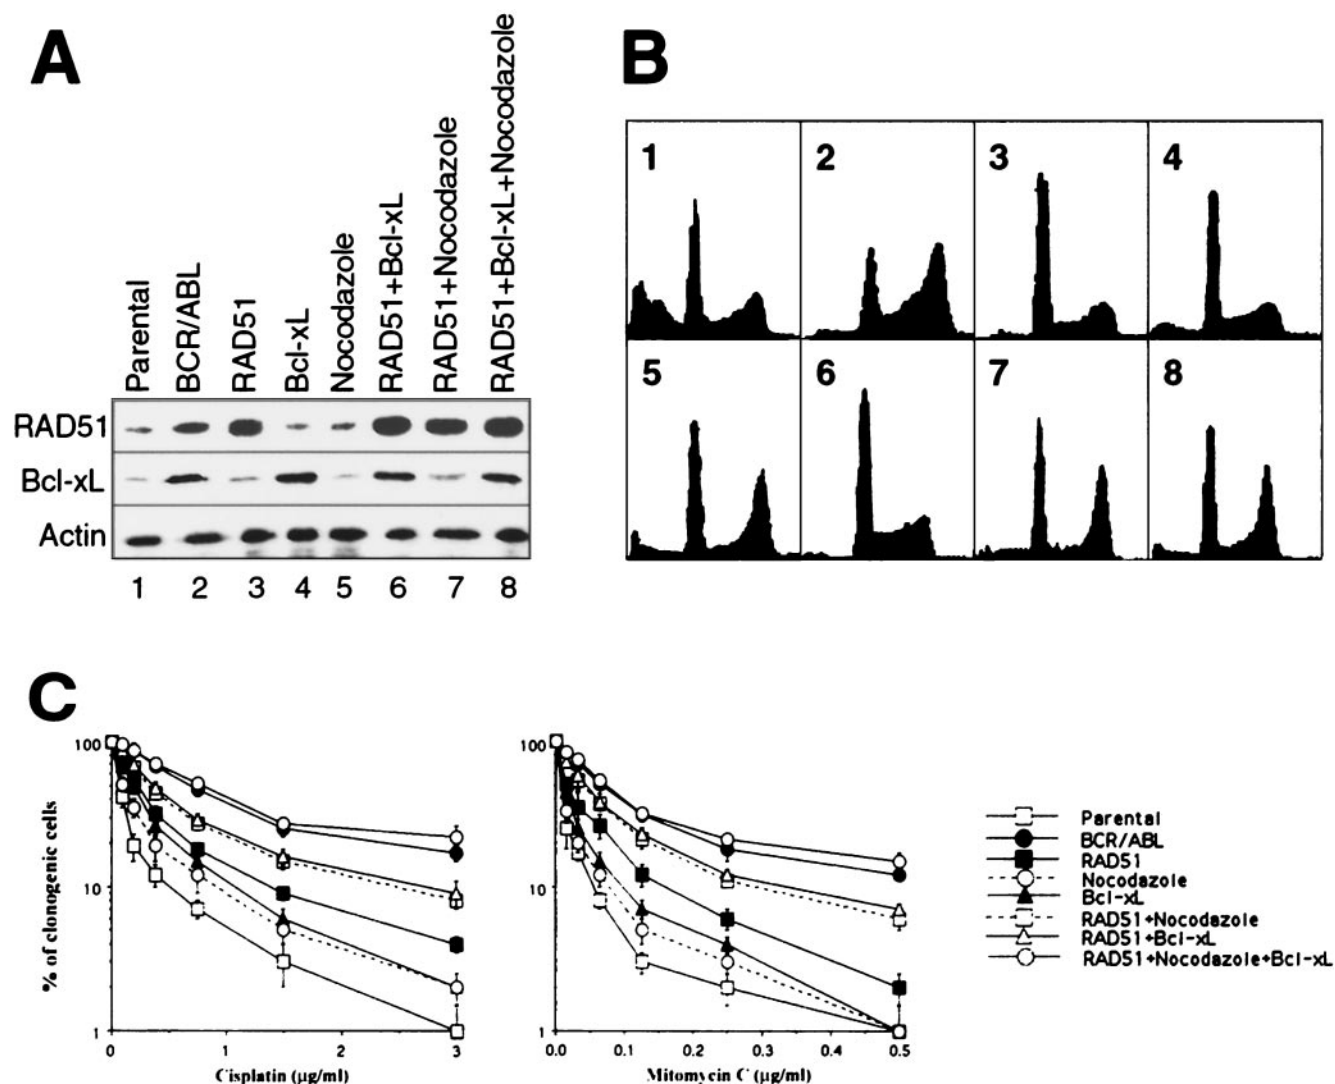 A
B
Parental
BCR/ABL
RAD51
Bcl-xL
Nocodazole
RAD51+Bcl-xL
RAD51+Nocodazole
RAD51+Bcl-xL+Nocodazole
RAD51
Bcl-xL
Actin
1 2 3 4 5 6 7 8
1 2 3 4
5 6 7 8
C
% of clonogenic cells
100
10
1
0 1 2 3
Cisplatin (µg/ml)
100
10
1
0.0 0.1 0.2 0.3 0.4 0.5
Mitomycin C (µg/ml)
Parental
BCR/ABL
RAD51
Nocodazole
Bcl-xL
RAD51+Nocodazole
RAD51+Bcl-xL
RAD51+Nocodazole+Bcl-xL